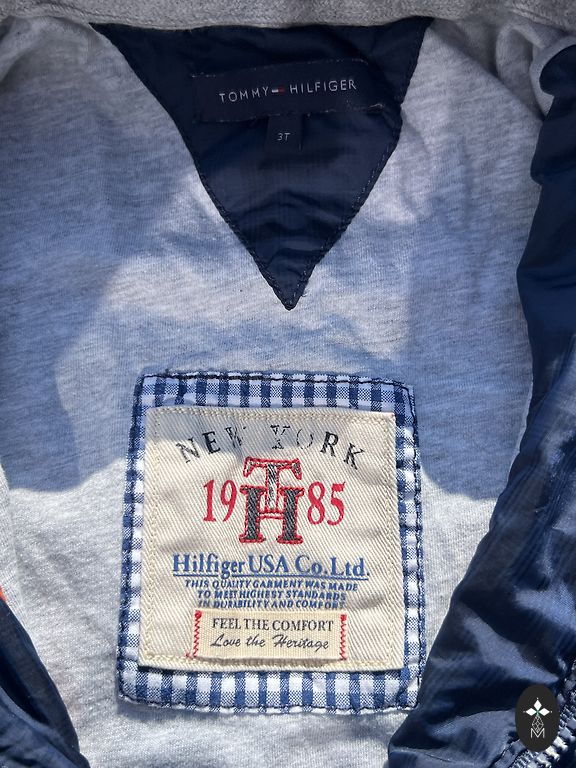 TOMMY HILFIGER
3T
NEW YORK
19 TH 85
Hilfiger USA Co. Ltd.
THIS QUALITY GARMENT WAS MADE
TO MEET HIGHEST STANDARDS
IN DURABILITY AND COMFORT
FEEL THE COMFORT
Love the Heritage
M